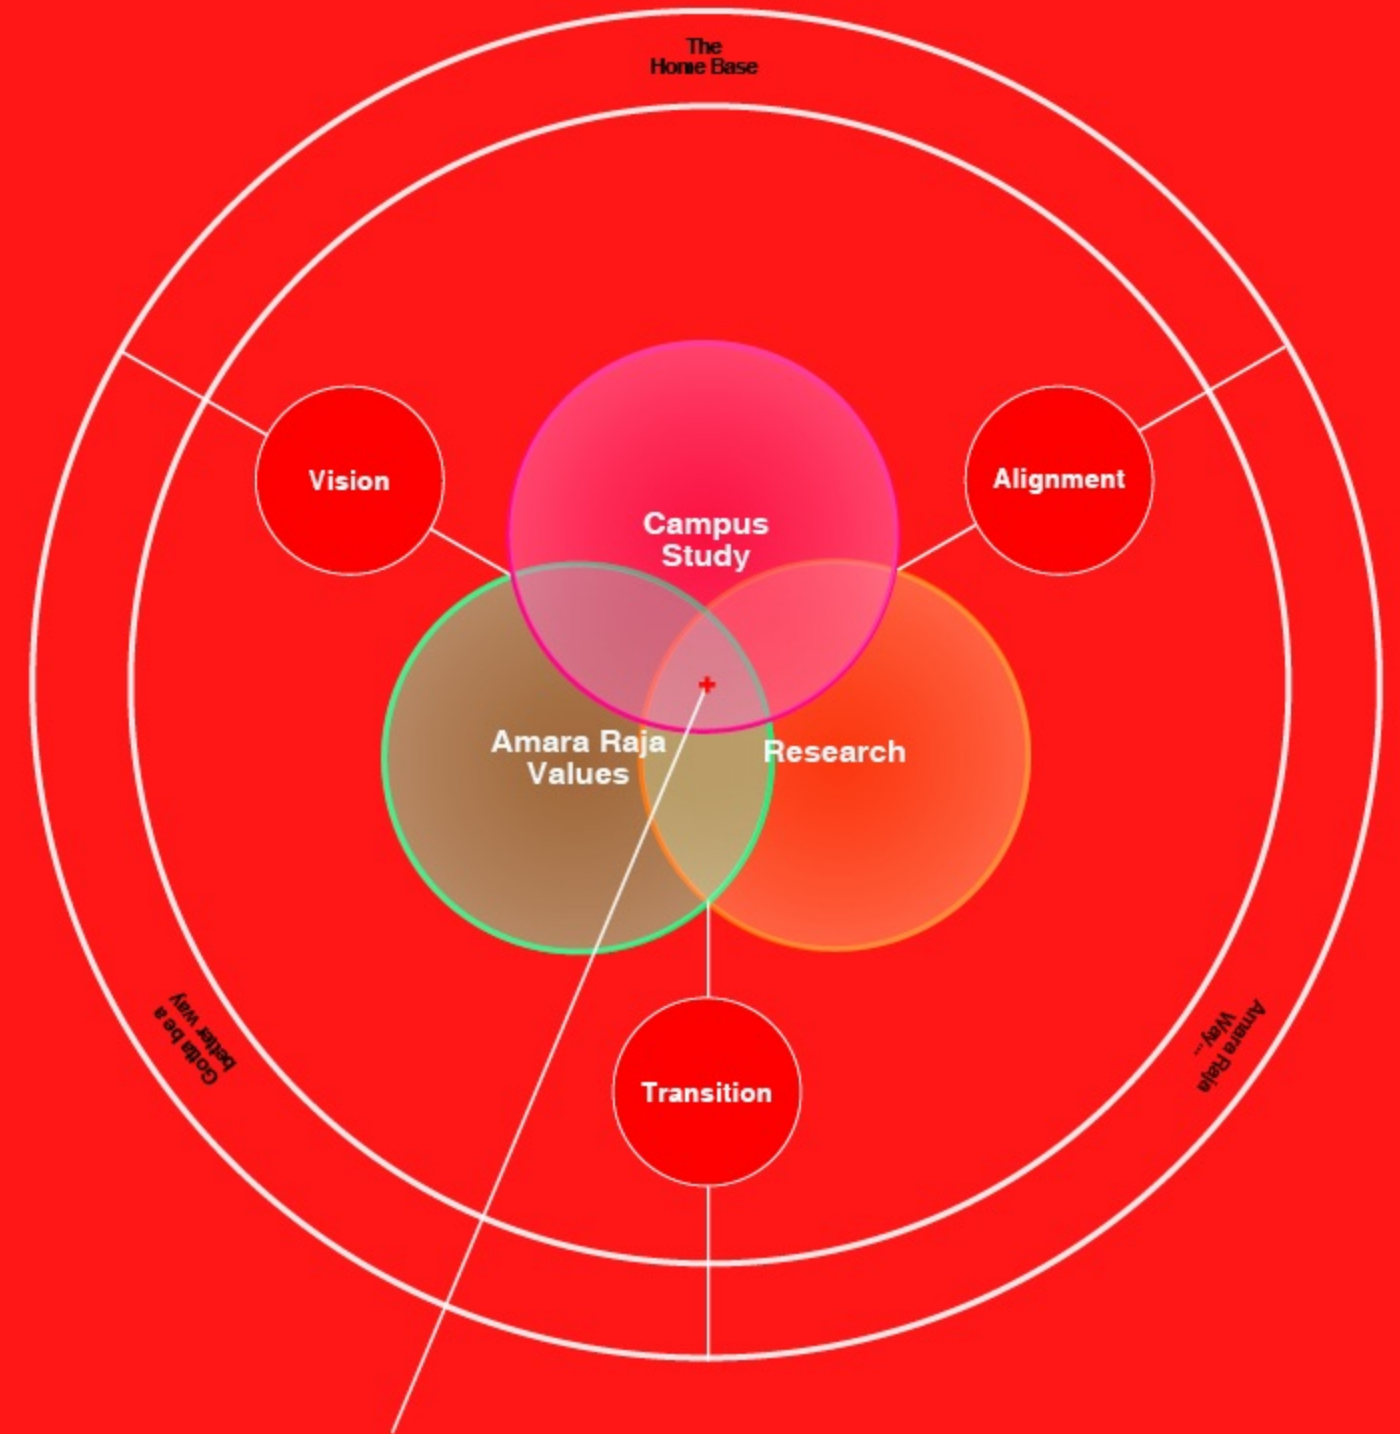 The
Home Base
Vision
Alignment
Campus
Study
Amara Raja
Values
Research
Gotta be a
better way
Amara Raja
Way...
Transition